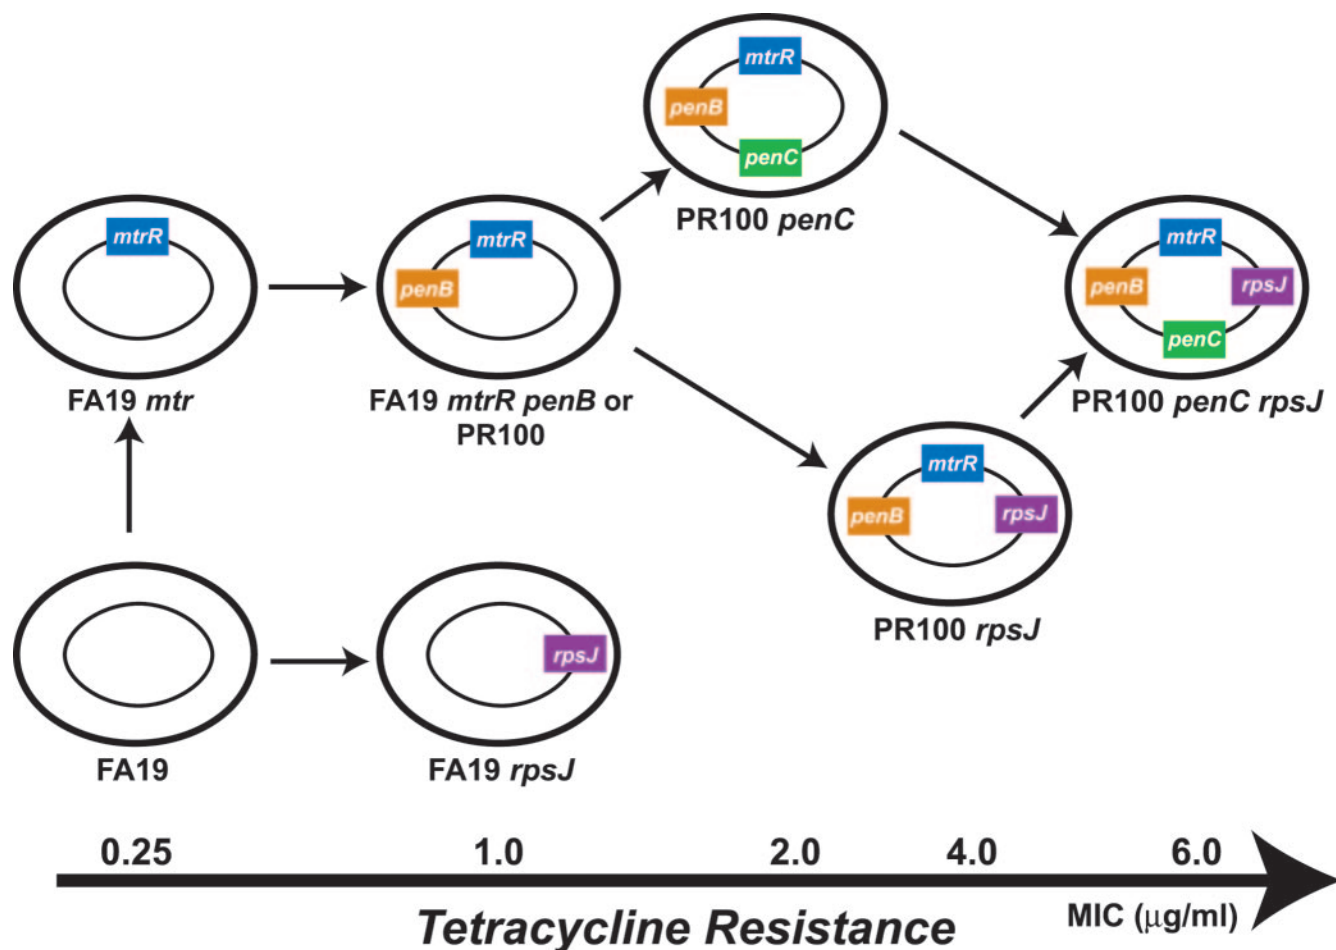 mtrR
penB
penC
PR100 penC
mtrR
FA19 mtr
mtrR
penB
FA19 mtrR penB or
PR100
mtrR
penB
rpsJ
penC
PR100 penC rpsJ
mtrR
penB
rpsJ
PR100 rpsJ
FA19
rpsJ
FA19 rpsJ
0.25 1.0 2.0 4.0 6.0
Tetracycline Resistance
MIC (μg/ml)